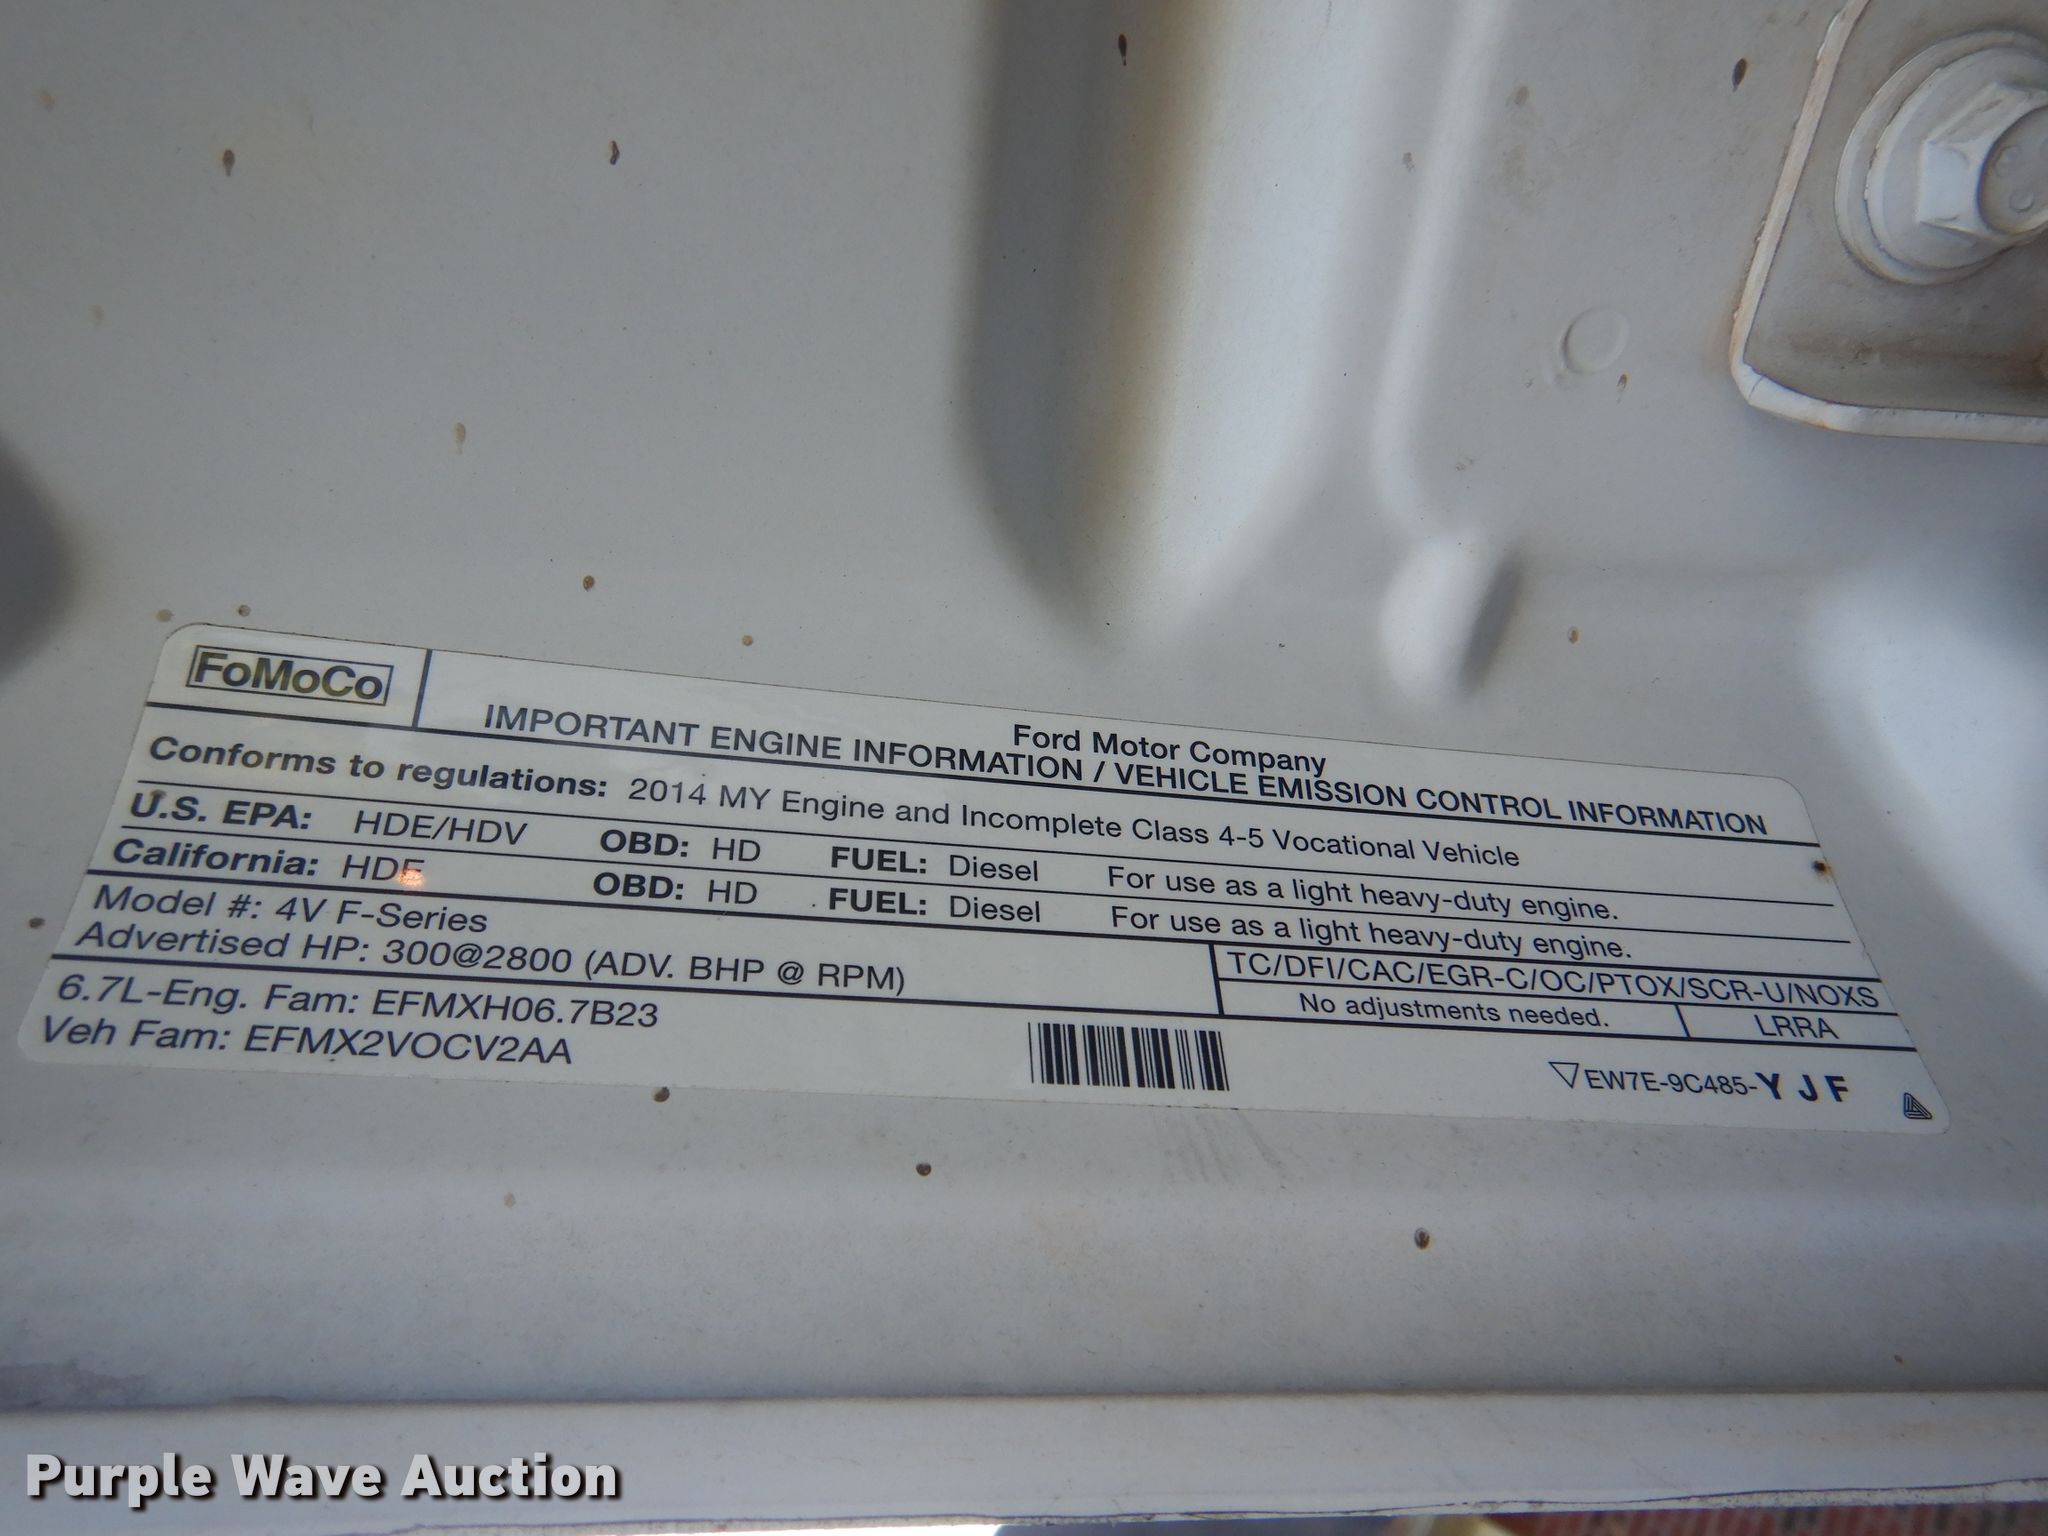 FoMoCo
Ford Motor Company
IMPORTANT ENGINE INFORMATION / VEHICLE EMISSION CONTROL INFORMATION
Conforms to regulations: 2014 MY Engine and Incomplete Class 4-5 Vocational Vehicle
U.S. EPA: HDE/HDV OBD: HD FUEL: Diesel For use as a light heavy-duty engine.
California: HDE OBD: HD FUEL: Diesel For use as a light heavy-duty engine.
Model #: 4V F-Series
Advertised HP: 300@2800 (ADV. BHP @ RPM)
TC/DFI/CAC/EGR-C/OC/PTOX/SCR-U/NOXS
No adjustments needed. LRRA
6.7L-Eng. Fam: EFMXH06.7B23
Veh Fam: EFMX2VOCV2AA
EW7E-9C485-Y J F
Purple Wave Auction